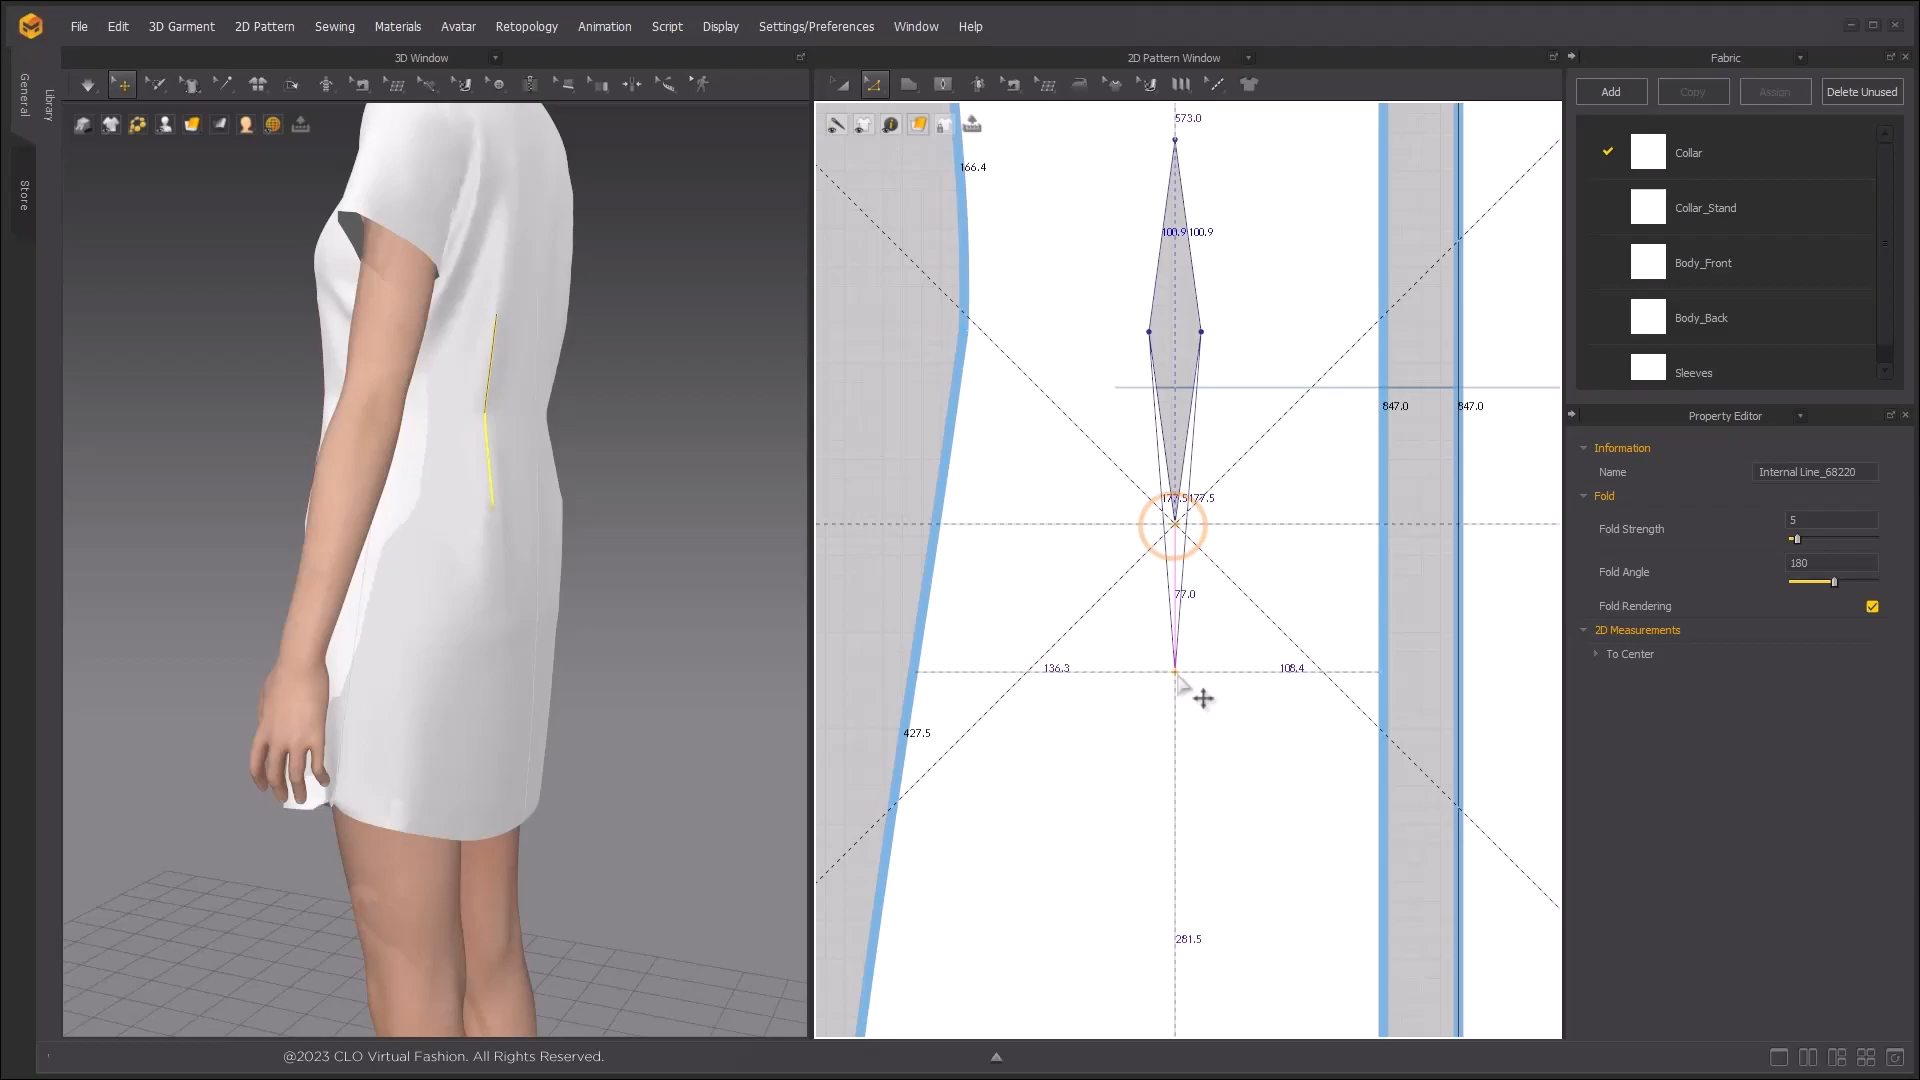 File Edit 3D Garment 2D Pattern Sewing Materials Avatar Retopology Animation Script Display Settings/Preferences Window Help
3D Window
2D Pattern Window
Fabric
General
Library
Store
Add Copy Assign Delete Unused
Collar
Collar_Stand
Body_Front
Body_Back
Sleeves
573.0
166.4
100.9 100.9
847.0 847.0
177.5 177.5
77.0
136.3 108.4
427.5
281.5
Property Editor
Information
Name Internal Line_68220
Fold
Fold Strength 5
Fold Angle 180
Fold Rendering
2D Measurements
To Center
@2023 CLO Virtual Fashion. All Rights Reserved.